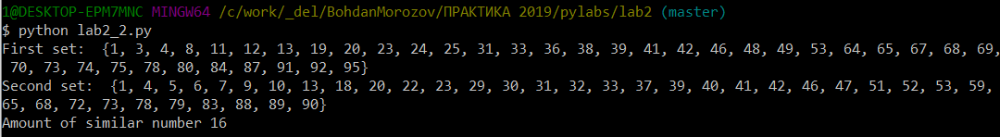 1@DESKTOP-EPM7MNC MINGW64 /c/work/_del/BohdanMorozov/ПРАКТИКА 2019/pylabs/lab2 (master)
$ python lab2_2.py
First set:  {1, 3, 4, 8, 11, 12, 13, 19, 20, 23, 24, 25, 31, 33, 36, 38, 39, 41, 42, 46, 48, 49, 53, 64, 65, 67, 68, 69,
 70, 73, 74, 75, 78, 80, 84, 87, 91, 92, 95}
Second set:  {1, 4, 5, 6, 7, 9, 10, 13, 18, 20, 22, 23, 29, 30, 31, 32, 33, 37, 39, 40, 41, 42, 46, 47, 51, 52, 53, 59,
65, 68, 72, 73, 78, 79, 83, 88, 89, 90}
Amount of similar number 16